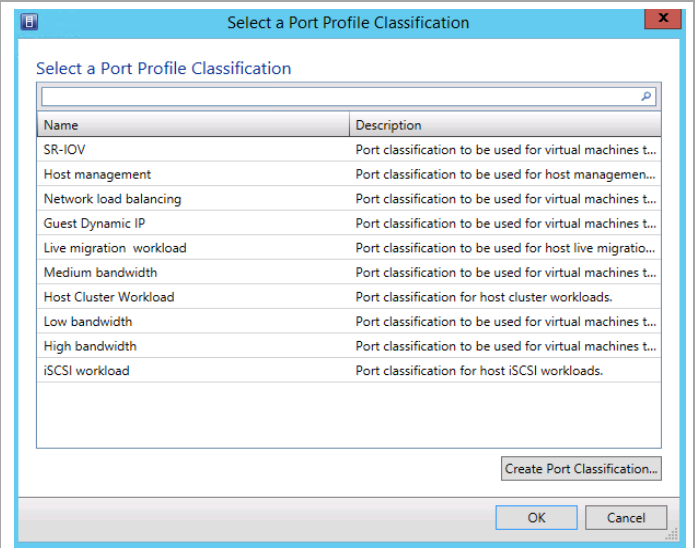 Select a Port Profile Classification
x
Select a Port Profile Classification
Name Description
SR-IOV Port classification to be used for virtual machines t...
Host management Port classification to be used for host managemen...
Network load balancing Port classification to be used for virtual machines t...
Guest Dynamic IP Port classification to be used for virtual machines t...
Live migration  workload Port classification to be used for host live migratio...
Medium bandwidth Port classification to be used for virtual machines t...
Host Cluster Workload Port classification for host cluster workloads.
Low bandwidth Port classification to be used for virtual machines t...
High bandwidth Port classification to be used for virtual machines t...
iSCSI workload Port classification for host iSCSI workloads.
Create Port Classification...
OK Cancel